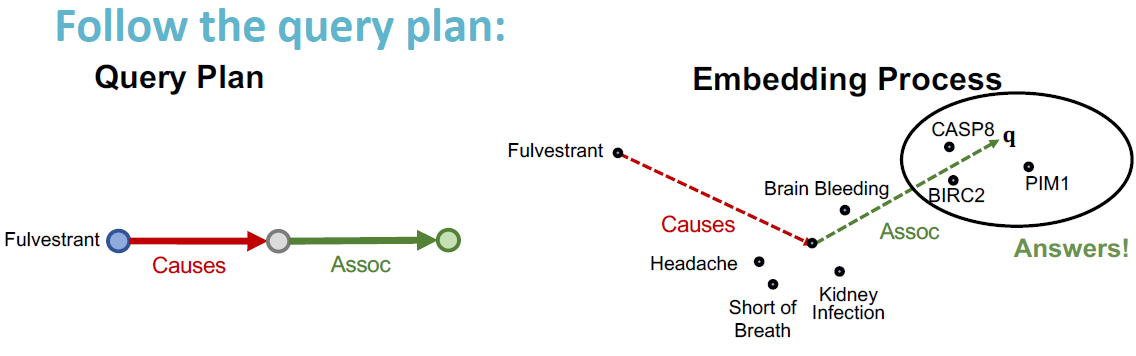 Follow the query plan:
Query Plan
Fulvestrant
Causes
Assoc
Embedding Process
Fulvestrant
Causes
Brain Bleeding
Headache
Short of
Breath
Kidney
Infection
Assoc
CASP8
q
BIRC2
PIM1
Answers!